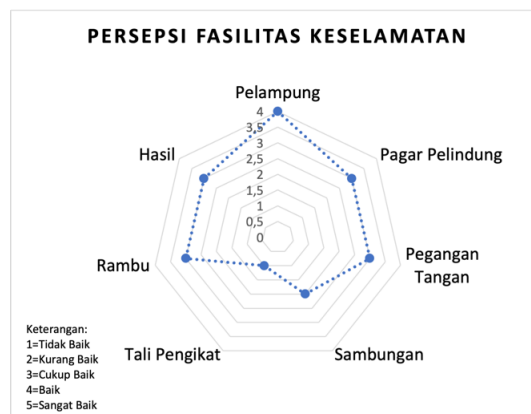 PERSEPSI FASILITAS KESELAMATAN
Pelampung
4
3,5
3
2,5
2
1,5
1
0,5
0
Hasil
Pagar Pelindung
Rambu
Pegangan
Tangan
Tali Pengikat
Sambungan
Keterangan:
1=Tidak Baik
2=Kurang Baik
3=Cukup Baik
4=Baik
5=Sangat Baik